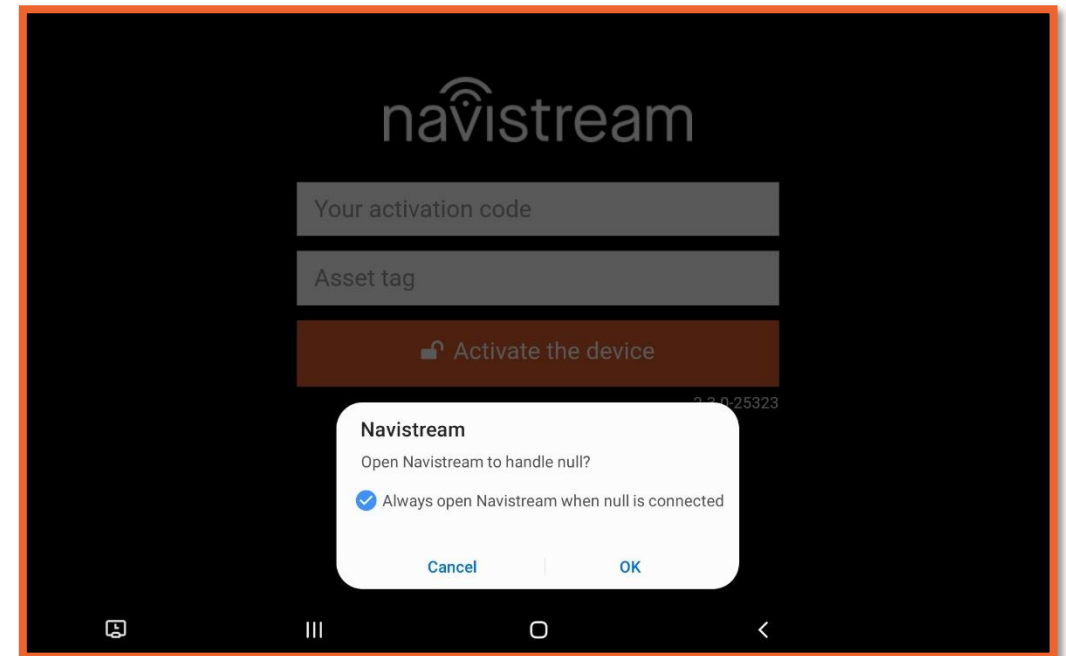 navistream
Your activation code
Asset tag
Activate the device
2.3.0-25323
Navistream
Open Navistream to handle null?
Always open Navistream when null is connected
Cancel
OK